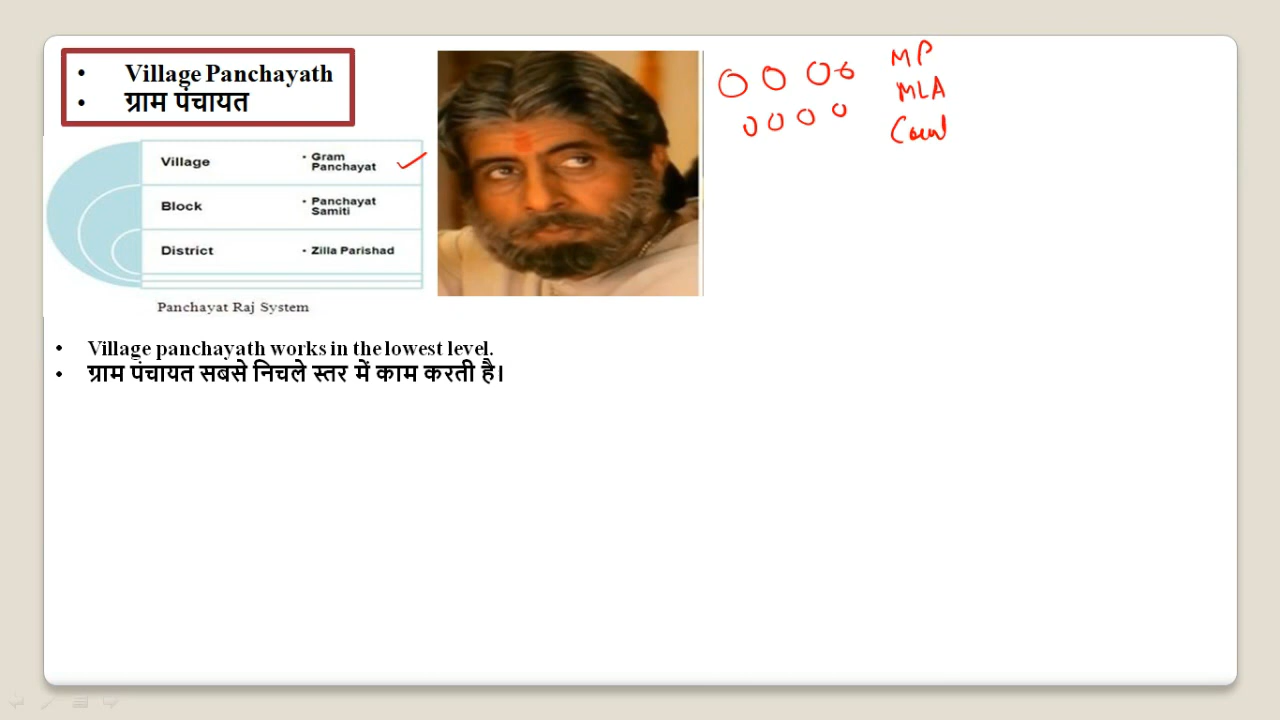 • Village Panchayath
• ग्राम पंचायत
Village • Gram
Panchayat
Block • Panchayat
Samiti
District • Zilla Parishad
Panchayat Raj System
• Village panchayath works in the lowest level.
• ग्राम पंचायत सबसे निचले स्तर में काम करती है।
MP
MLA